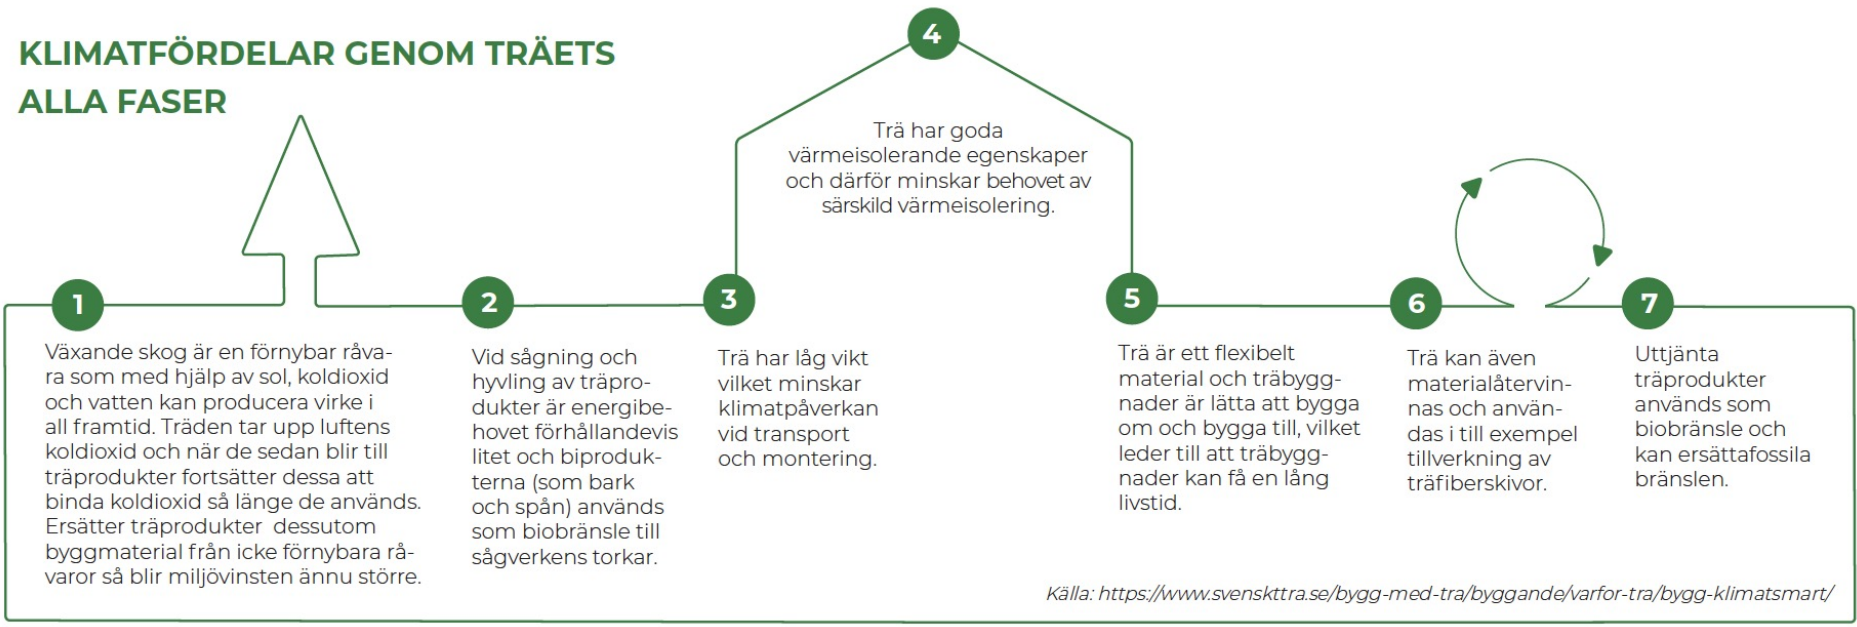 KLIMATFÖRDELAR GENOM TRÄETS
ALLA FASER
1
Växande skog är en förnybar råva-
ra som med hjälp av sol, koldioxid
och vatten kan producera virke i
all framtid. Träden tar upp luftens
koldioxid och när de sedan blir till
träprodukter fortsätter dessa att
binda koldioxid så länge de används.
Ersätter träprodukter dessutom
byggmaterial från icke förnybara rå-
varor så blir miljövinsten ännu större.
2
Vid sågning och
hyvling av träpro-
dukter är energibe-
hovet förhållandevis
litet och biproduk-
terna (som bark
och spån) används
som biobränsle till
sågverkens torkar.
3
Trä har låg vikt
vilket minskar
klimatpåverkan
vid transport
och montering.
4
Trä har goda
värmeisolerande egenskaper
och därför minskar behovet av
särskild värmeisolering.
5
Trä är ett flexibelt
material och träbygg-
nader är lätta att bygga
om och bygga till, vilket
leder till att träbygg-
nader kan få en lång
livstid.
6
Trä kan även
materialåtervin-
nas och använ-
das i till exempel
tillverkning av
träfiberskivor.
7
Uttjänta
träprodukter
används som
biobränsle och
kan ersättafossila
bränslen.
Källa: https://www.svenskttra.se/bygg-med-tra/byggande/varfor-tra/bygg-klimatsmart/